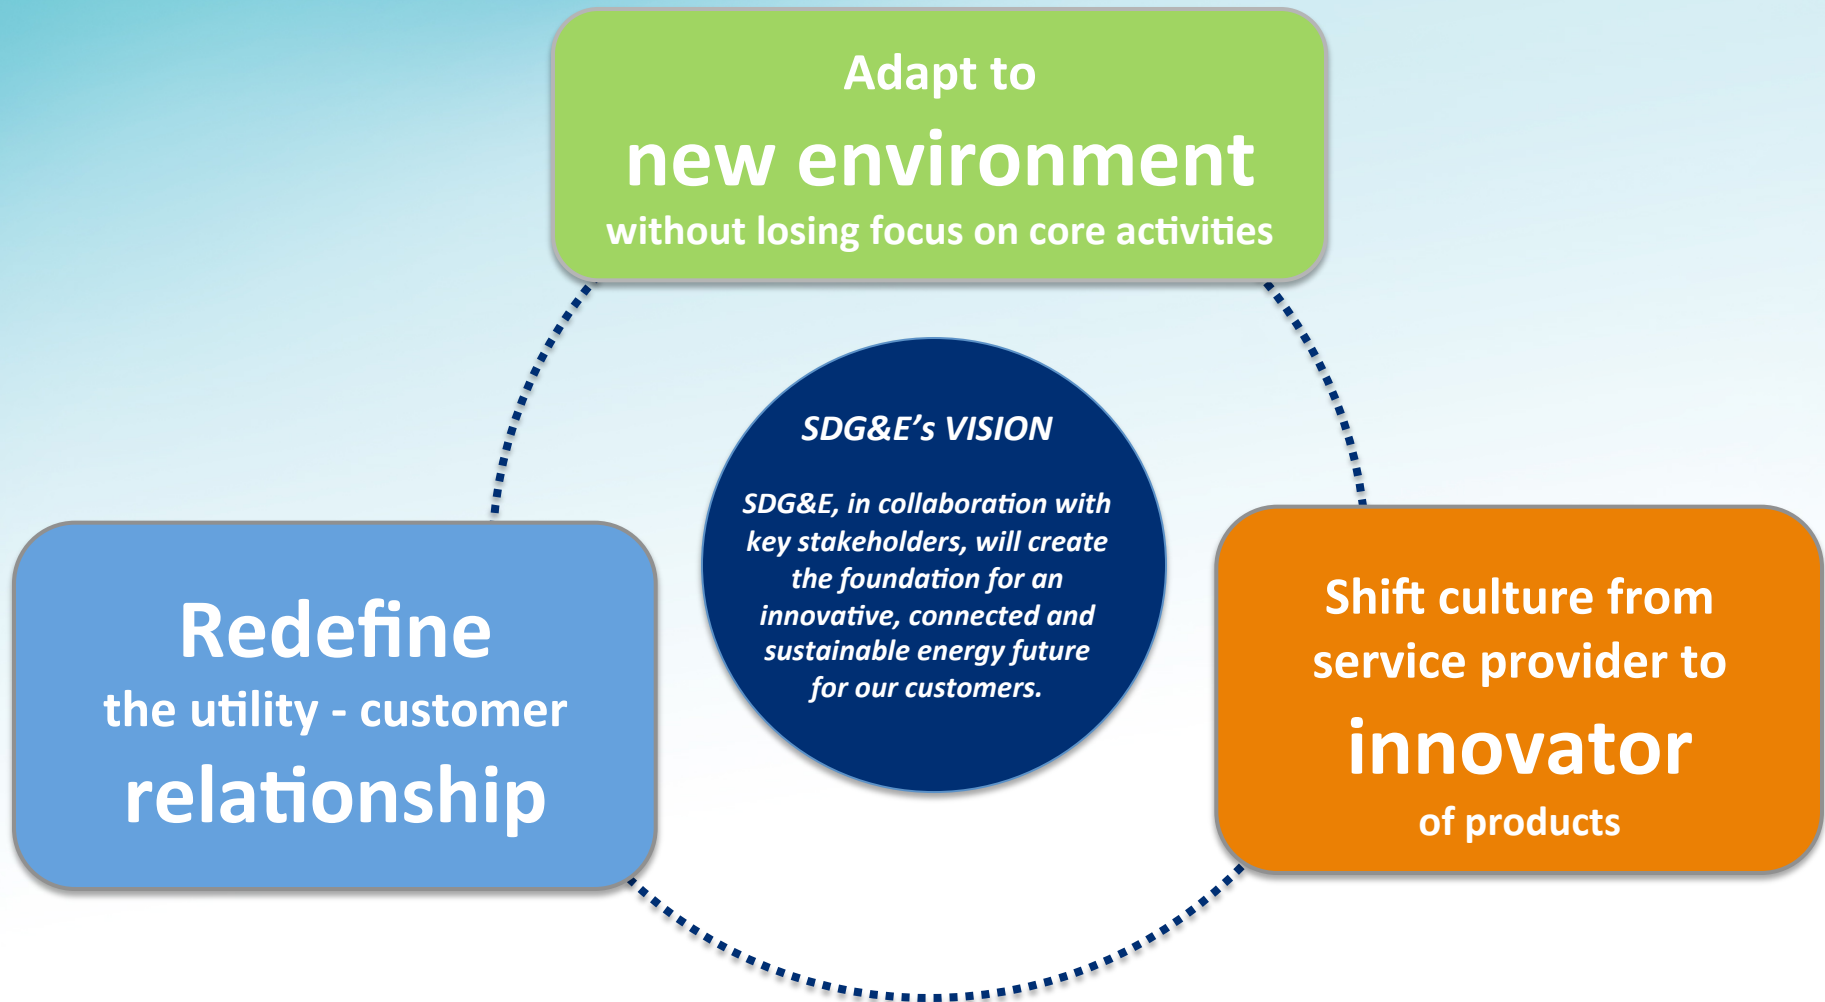 Adapt to
new environment
without losing focus on core activities
SDG&E’s VISION
SDG&E, in collaboration with
key stakeholders, will create
the foundation for an
innovative, connected and
sustainable energy future
for our customers.
Redefine
the utility - customer
relationship
Shift culture from
service provider to
innovator
of products